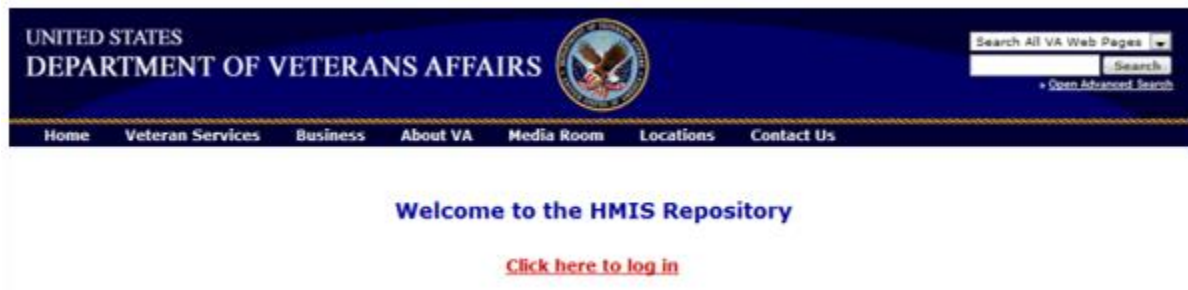 UNITED STATES
DEPARTMENT OF VETERANS AFFAIRS
Search All VA Web Pages
Search
» Open Advanced Search
Home Veteran Services Business About VA Media Room Locations Contact Us
Welcome to the HMIS Repository
Click here to log in